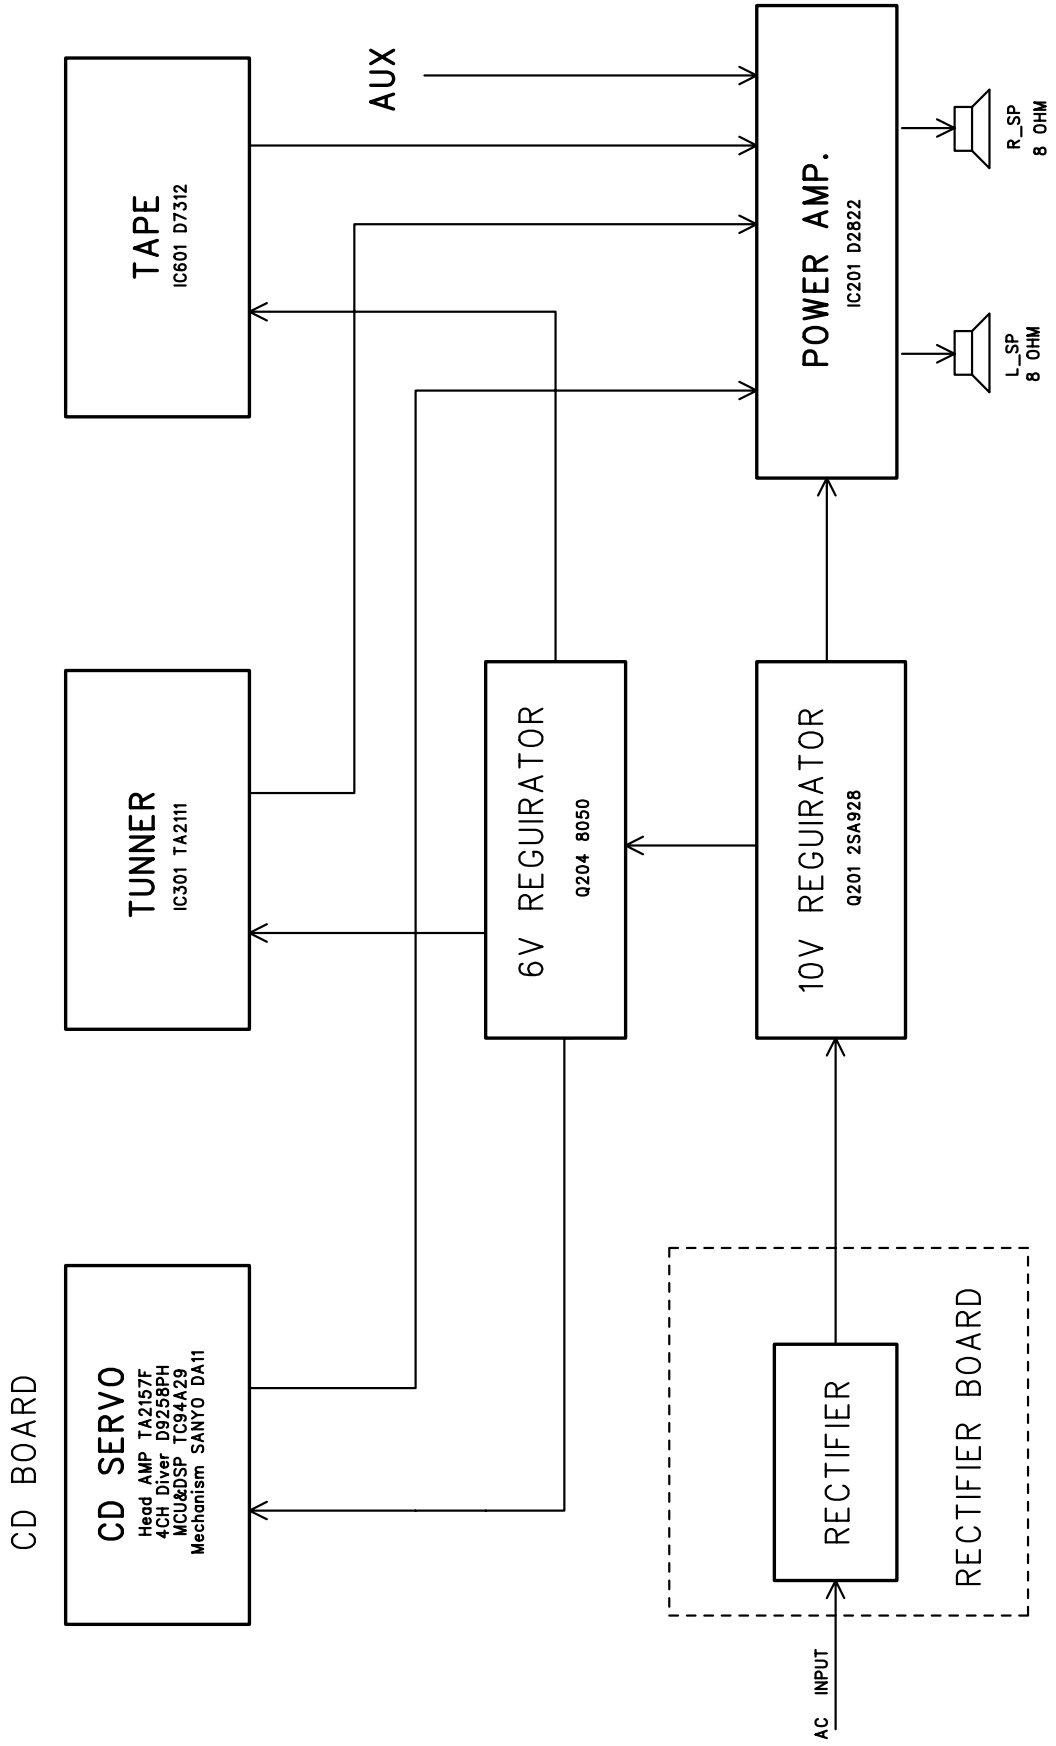 CD BOARD
CD SERVO
Head AMP TA2157F
4CH Diver D9258PH
MCU&DSP TC94A29
Mechanism SANYO DA11
TUNNER
IC301 TA2111
TAPE
IC601 D7312
AUX
6V REGUIRATOR
Q204 8050
AC INPUT
RECTIFIER
RECTIFIER BOARD
10V REGUIRATOR
Q201 2SA928
POWER AMP.
IC201 D2822
L_SP
8 OHM
R_SP
8 OHM